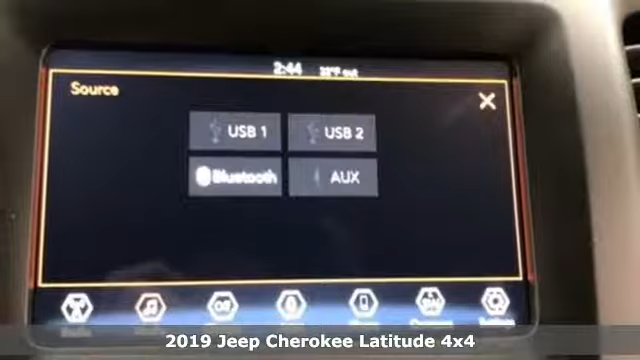 2:44
Source
USB 1 USB 2
Bluetooth AUX
2019 Jeep Cherokee Latitude 4x4